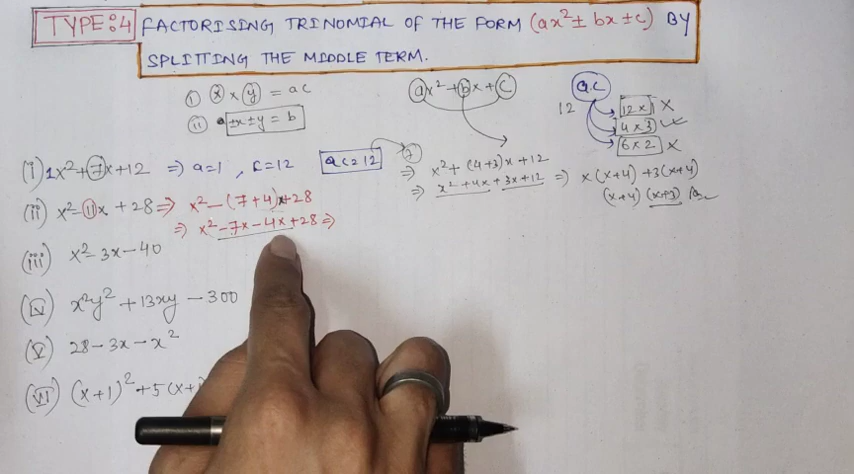 TYPE:4 FACTORISING TRINOMIAL OF THE FORM (ax² ± bx ± c) BY
SPLITTING THE MIDDLE TERM.
(i) x × y = ac
(ii) ±x ± y = b
ax² + bx + c
a.c
12
12 × 1 ×
4 × 3 ✓
6 × 2 ×
(i) 1x² + 7x + 12 ⇒ a = 1, c = 12
ac = 12
7
⇒ x² + (4+3)x + 12
⇒ x² + 4x + 3x + 12 ⇒ x(x+4) + 3(x+4)
(x+4) (x+3)
(ii) x² - 11x + 28 ⇒ x² - (7+4)x + 28
⇒ x² - 7x - 4x + 28 ⇒
(iii) x² - 3x - 40
(iv) x²y² + 13xy - 300
(v) 28 - 3x - x²
(vi) (x+1)² + 5(x+